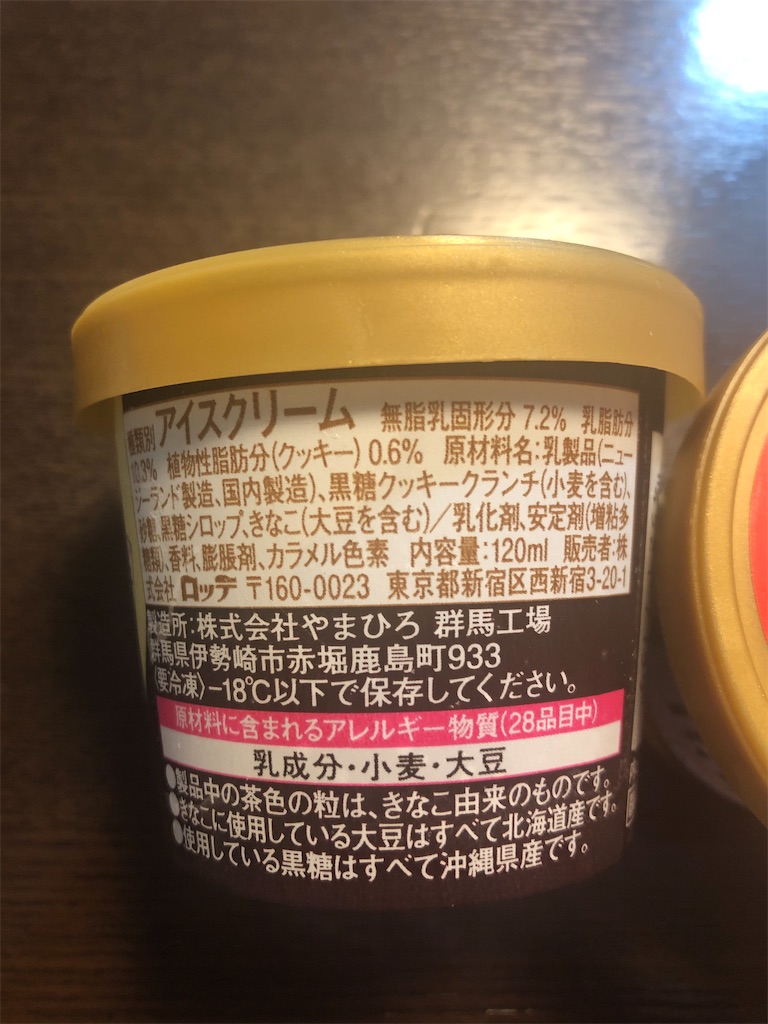 種類別 アイスクリーム 無脂乳固形分 7.2% 乳脂肪分
10.3% 植物性脂肪分(クッキー) 0.6% 原材料名:乳製品(ニュー
ジーランド製造、国内製造)、黒糖クッキークランチ(小麦を含む)、
砂糖、黒糖シロップ、きなこ(大豆を含む)/乳化剤、安定剤(増粘多
糖類)、香料、膨脹剤、カラメル色素 内容量:120ml 販売者:株
式会社 ロッテ 〒160-0023 東京都新宿区西新宿3-20-1
製造所:株式会社やまひろ 群馬工場
群馬県伊勢崎市赤堀鹿島町933
〈要冷凍〉-18℃以下で保存してください。
原材料に含まれるアレルギー物質(28品目中)
乳成分・小麦・大豆
●製品中の茶色の粒は、きなこ由来のものです。
●きなこに使用している大豆はすべて北海道産です。
●使用している黒糖はすべて沖縄県産です。